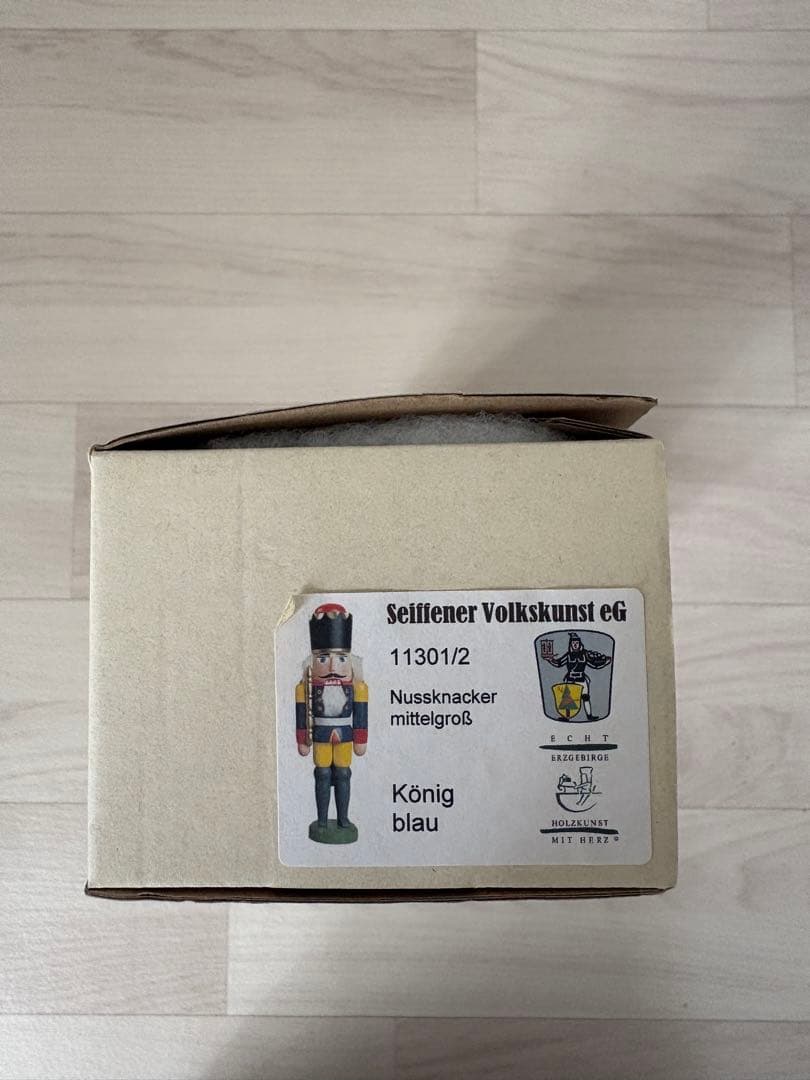 Seiffener Volkskunst eG
11301/2
Nussknacker
mittelgroß
König
blau
ECHT
ERZGEBIRGE
HOLZKUNST
MIT HERZ®